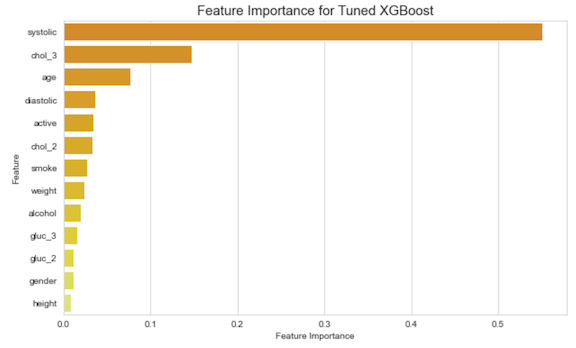 Feature Importance for Tuned XGBoost
systolic
chol_3
age
diastolic
active
chol_2
smoke
weight
alcohol
gluc_3
gluc_2
gender
height
Feature
0.0 0.1 0.2 0.3 0.4 0.5
Feature Importance